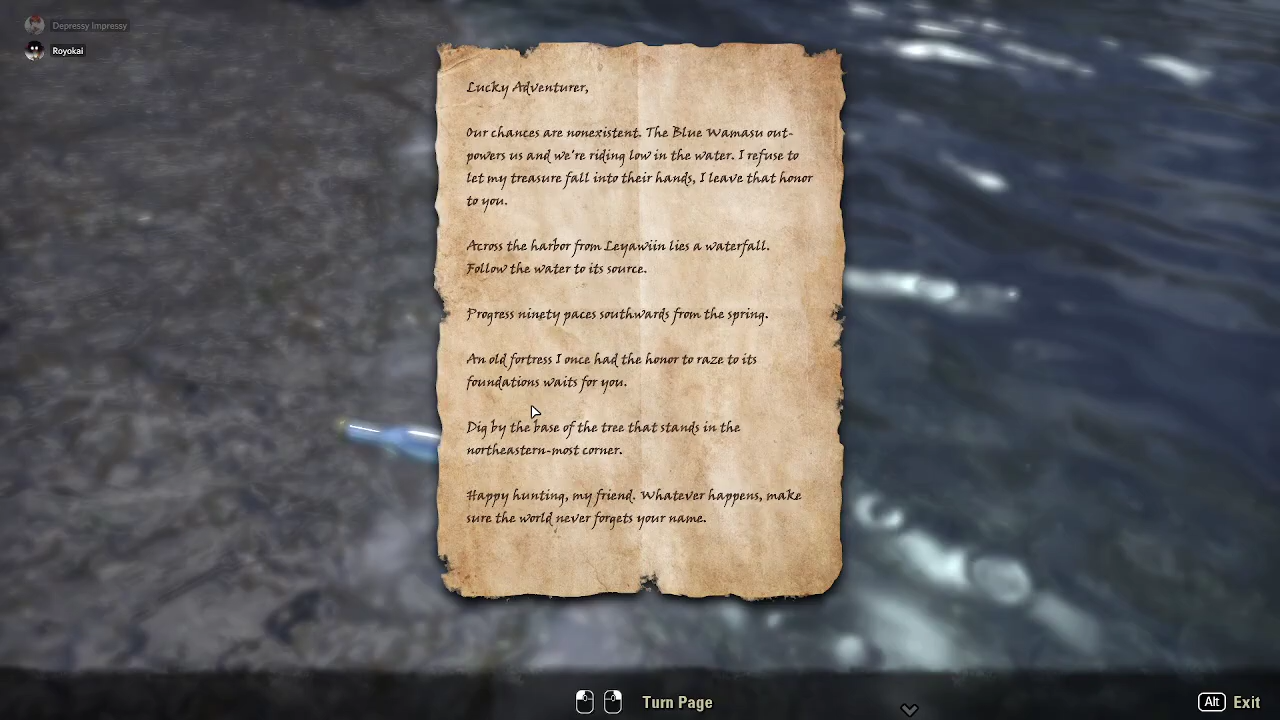 Depressy Impressy
Royokai
Lucky Adventurer,
Our chances are nonexistent. The Blue Wamasu out-
powers us and we're riding low in the water. I refuse to
let my treasure fall into their hands, I leave that honor
to you.
Across the harbor from Leyawiin lies a waterfall.
Follow the water to its source.
Progress ninety paces southwards from the spring.
An old fortress I once had the honor to raze to its
foundations waits for you.
Dig by the base of the tree that stands in the
northeastern-most corner.
Happy hunting, my friend. Whatever happens, make
sure the world never forgets your name.
Turn Page
Alt Exit